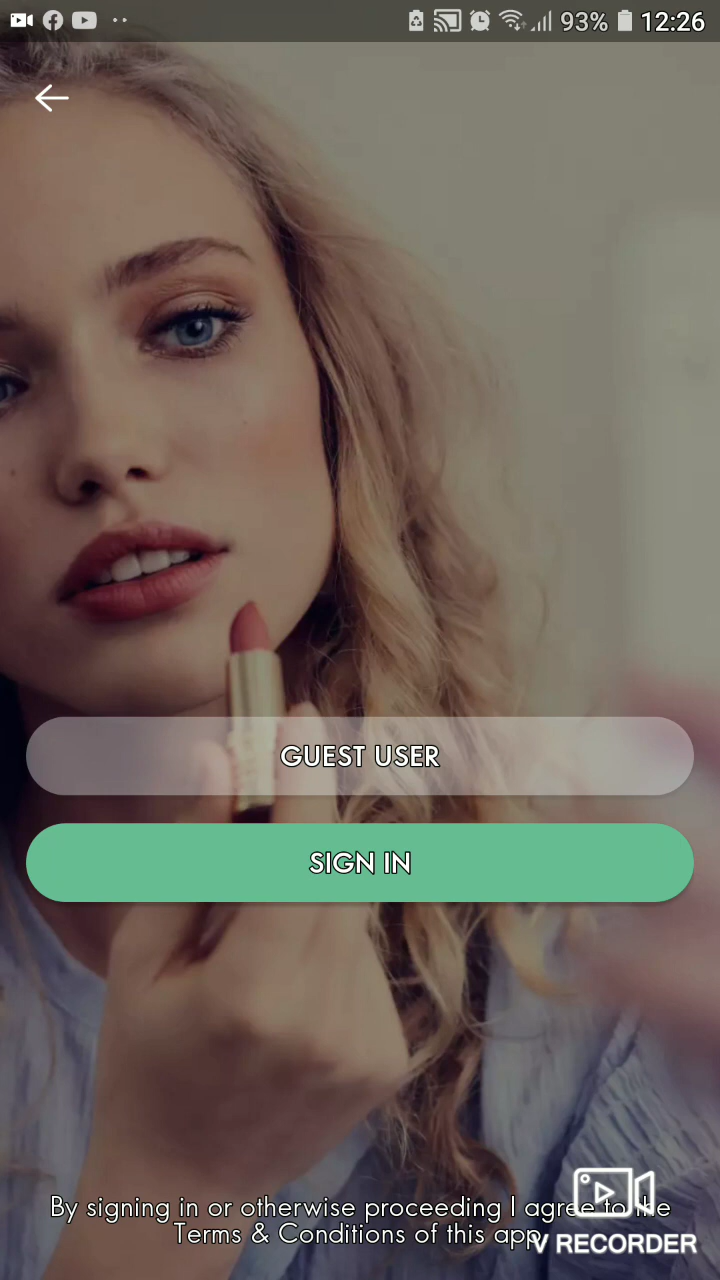 93% 12:26
GUEST USER
SIGN IN
By signing in or otherwise proceeding I agree to the
Terms & Conditions of this app
V RECORDER